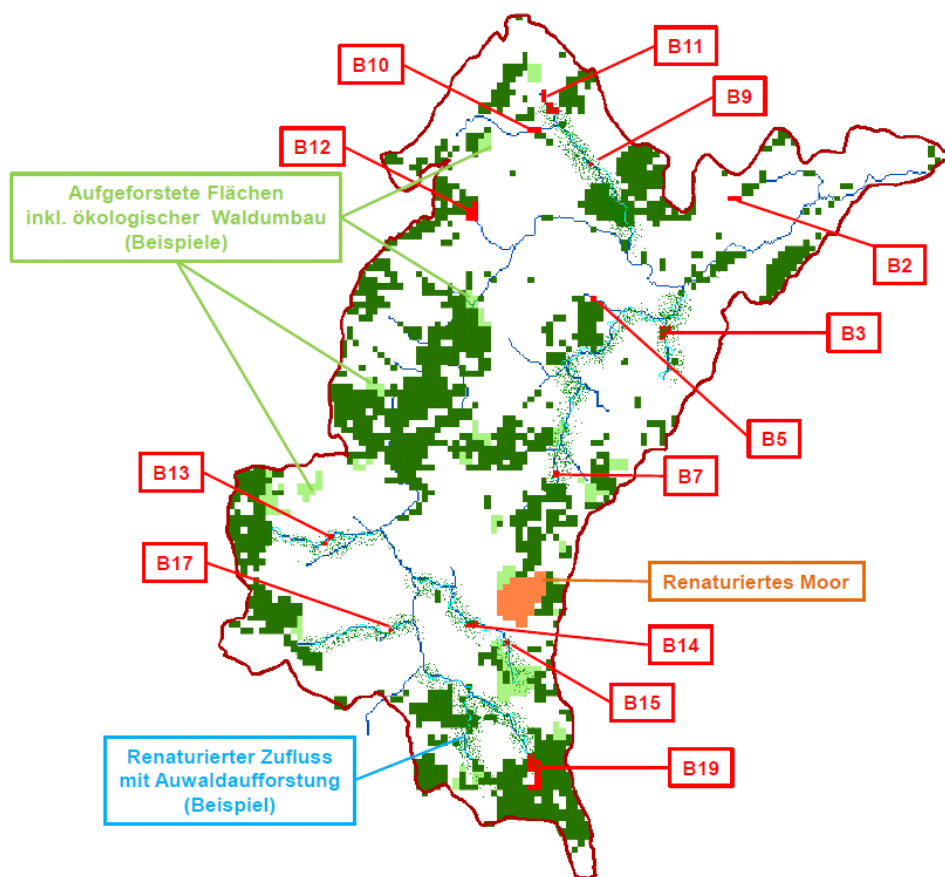 B11
B10
B9
B12
Aufgeforstete Flächen
inkl. ökologischer Waldumbau
(Beispiele)
B2
B3
B5
B13
B7
B17
Renaturiertes Moor
B14
B15
Renaturierter Zufluss
mit Auwaldaufforstung
(Beispiel)
B19